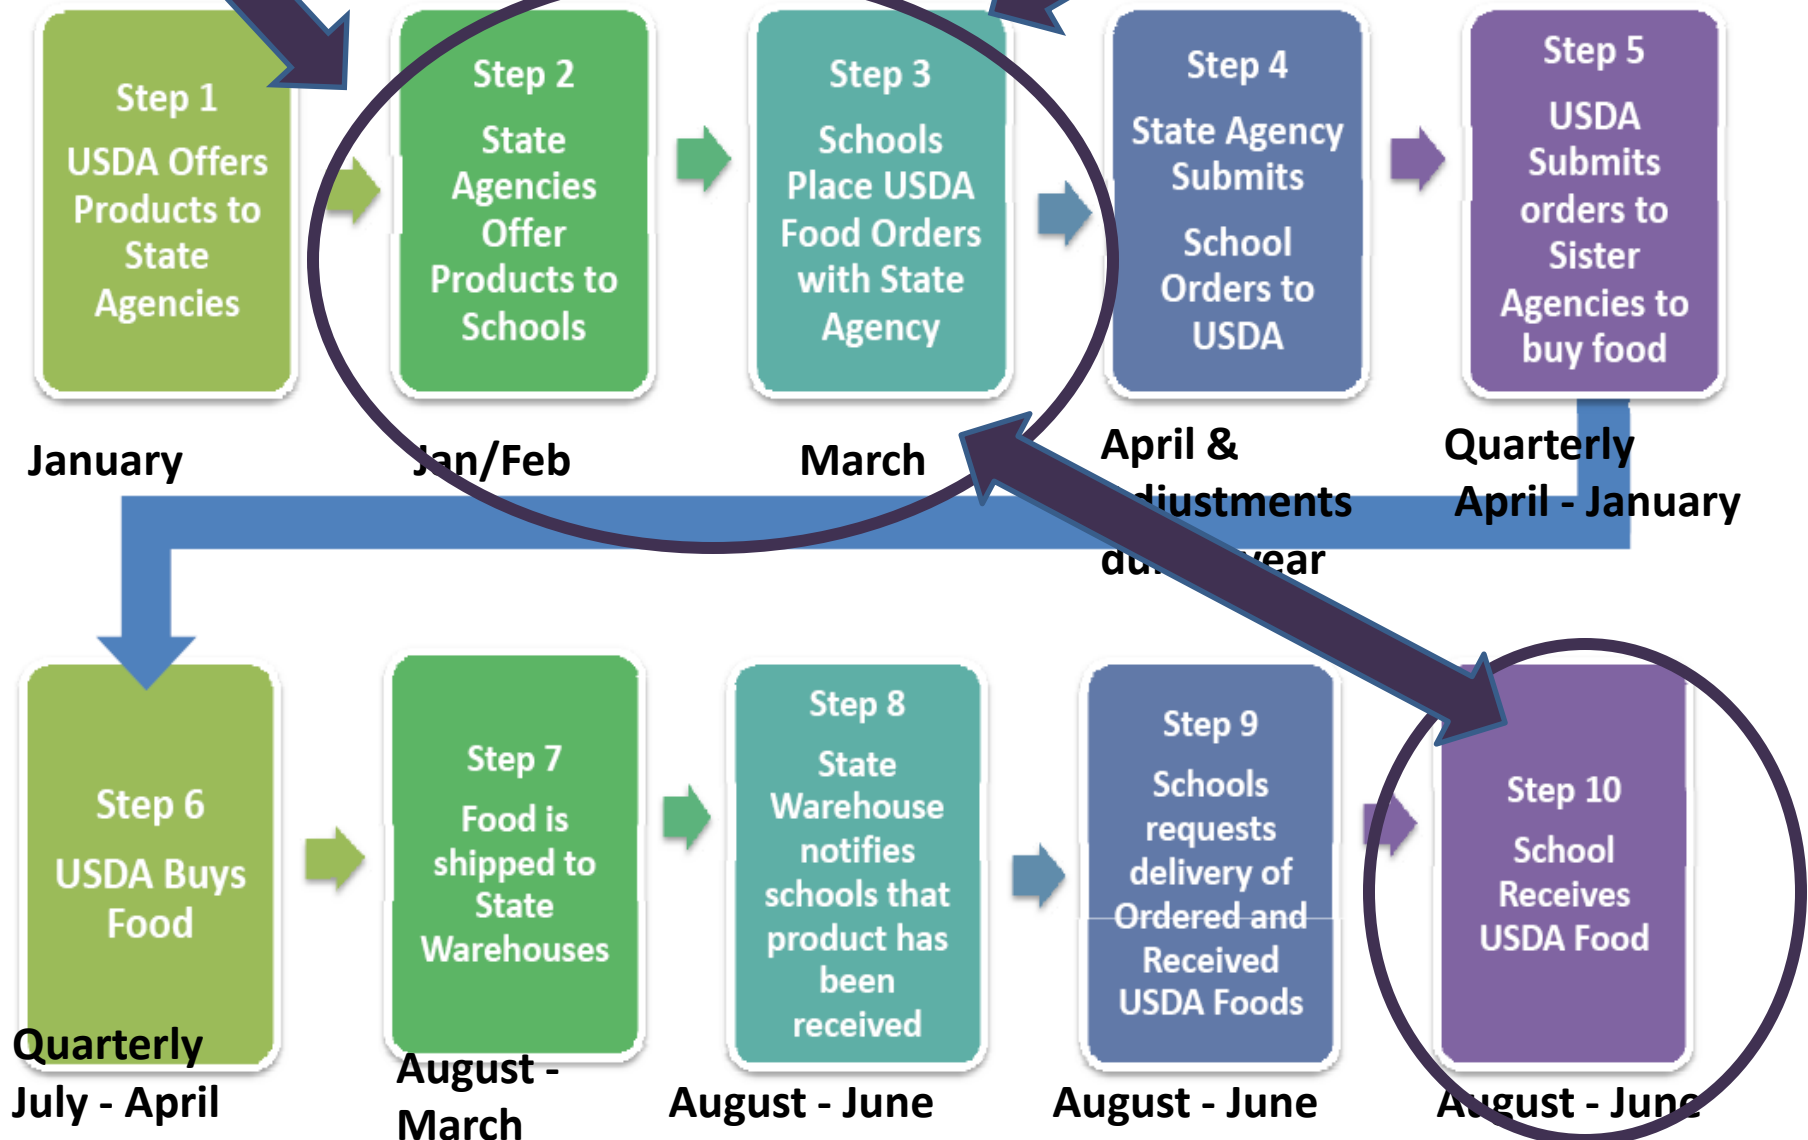 Step 1
USDA Offers
Products to
State
Agencies
January
Step 2
State
Agencies
Offer
Products to
Schools
Jan/Feb
Step 3
Schools
Place USDA
Food Orders
with State
Agency
March
Step 4
State Agency
Submits
School
Orders to
USDA
April &
year
Step 5
USDA
Submits
orders to
Sister
Agencies to
buy food
Quarterly
April - January
Step 6
USDA Buys
Food
Quarterly
July - April
Step 7
Food is
shipped to
State
Warehouses
August -
March
Step 8
State
Warehouse
notifies
schools that
product has
been
received
August - June
Step 9
Schools
requests
delivery of
Ordered and
Received
USDA Foods
August - June
Step 10
School
Receives
USDA Food
August - June